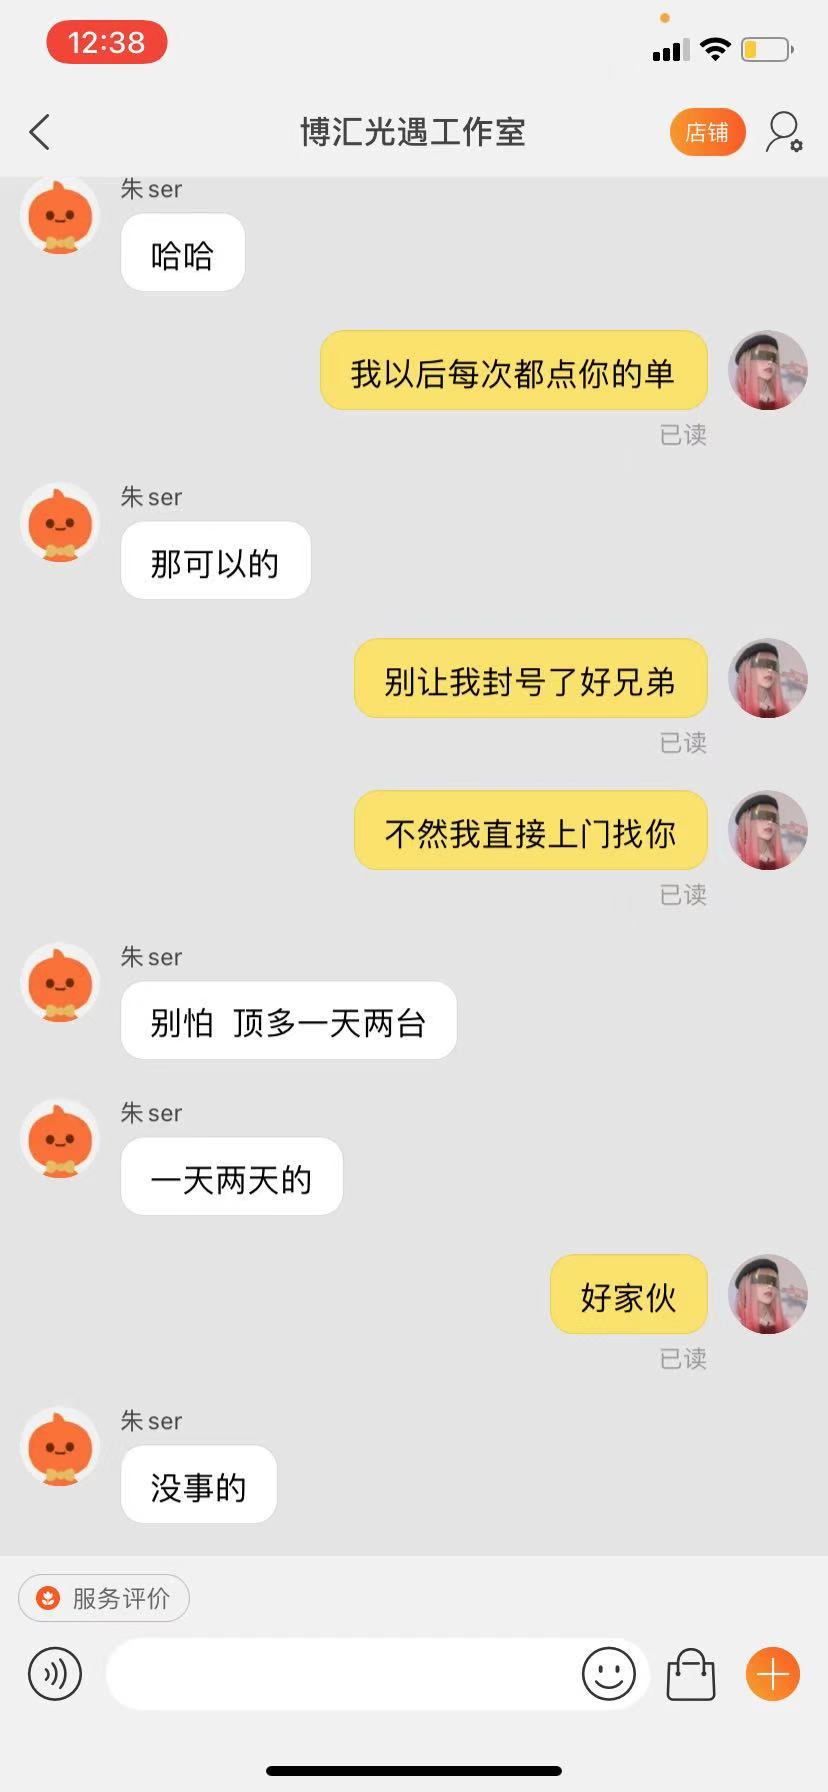 12:38
博汇光遇工作室
店铺
朱 ser
哈哈
我以后每次都点你的单
已读
朱 ser
那可以的
别让我封号了好兄弟
已读
不然我直接上门找你
已读
朱 ser
别怕 顶多一天两台
朱 ser
一天两天的
好家伙
已读
朱 ser
没事的
服务评价